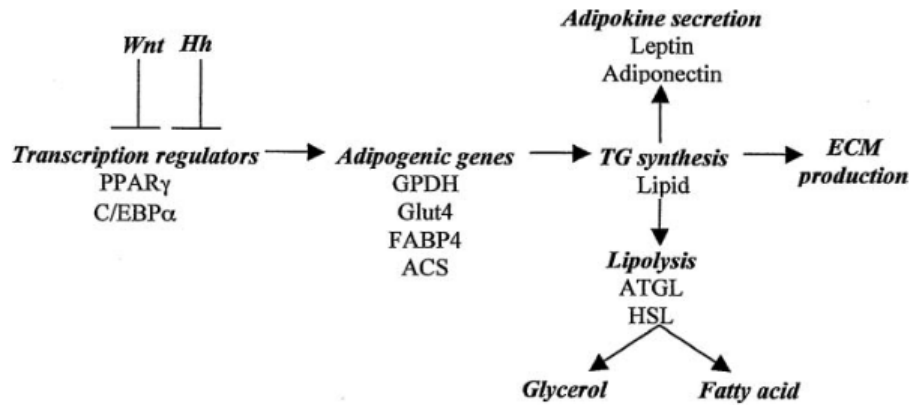 Adipokine secretion
Leptin
Adiponectin
Wnt Hh
Transcription regulators
PPARγ
C/EBPα
Adipogenic genes
GPDH
Glut4
FABP4
ACS
TG synthesis
Lipid
ECM
production
Lipolysis
ATGL
HSL
Glycerol
Fatty acid